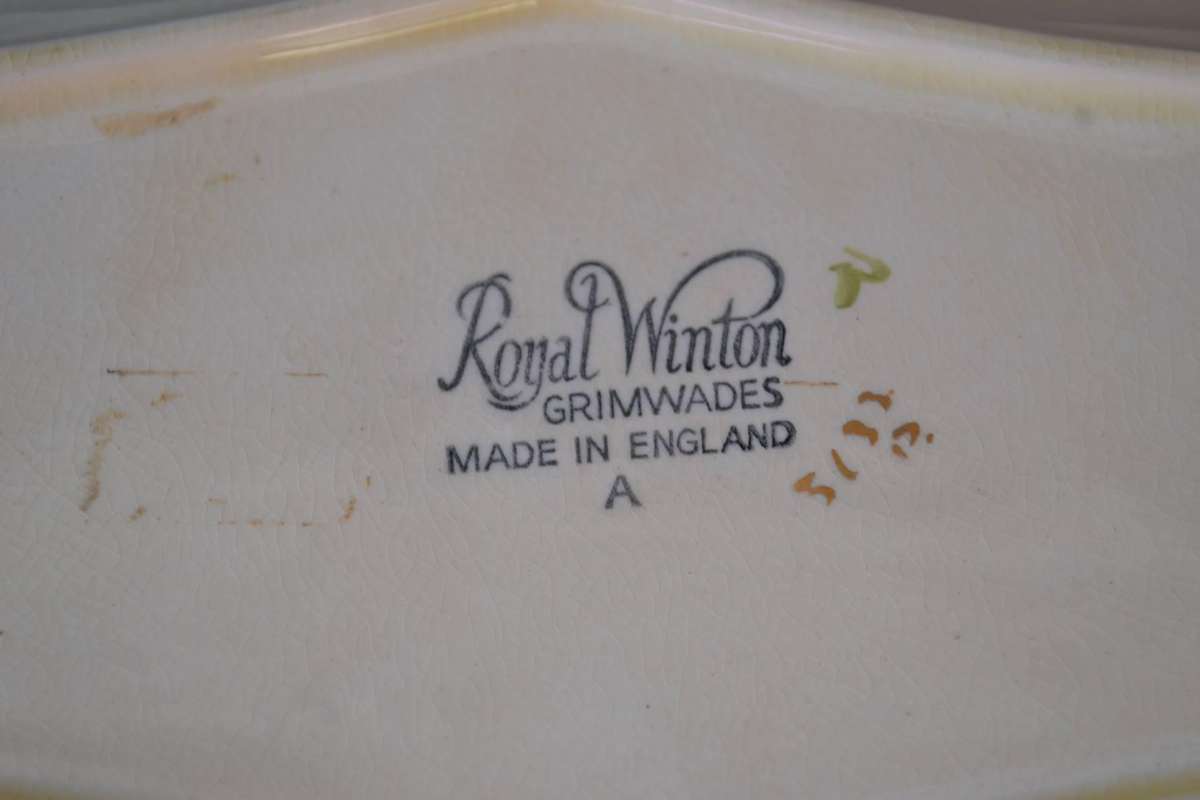 Royal Winton
GRIMWADES
MADE IN ENGLAND
A